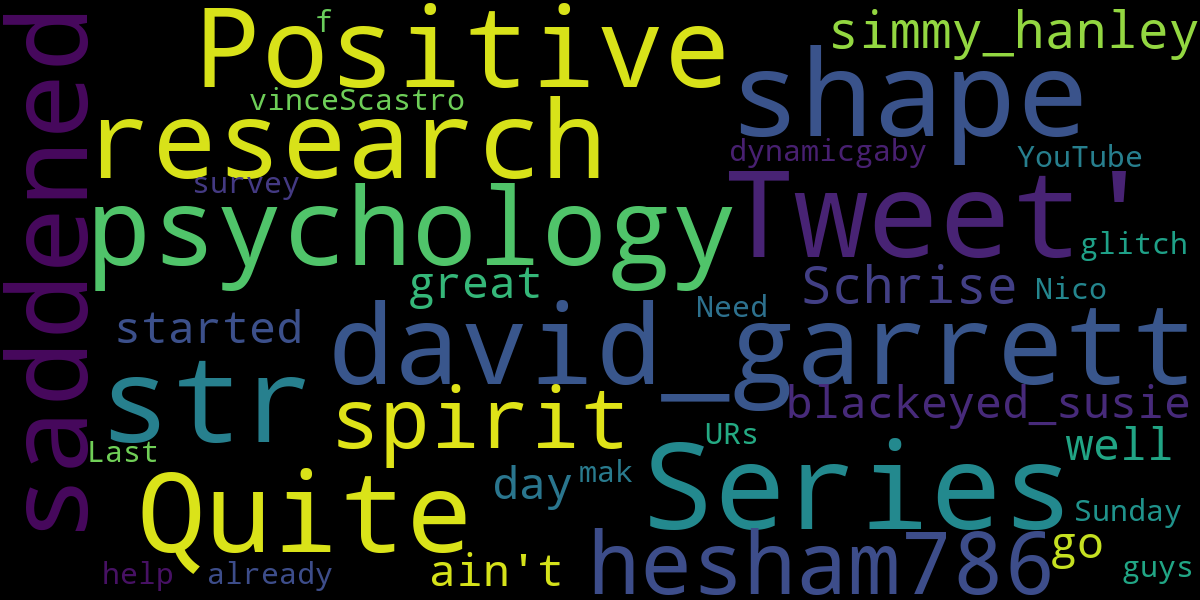 saddened
Positive
f
simmy_hanley
shape
vinceScastro
research
dynamicgaby
YouTube
survey
Tweet'
psychology
glitch
great
Schrise
Nico
Need
started
david_garrett
str
spirit
blackeyed_susie
URs
well
Last
Series
Quite
day
mak
Sunday
hesham786
go
ain't
guys
help
already